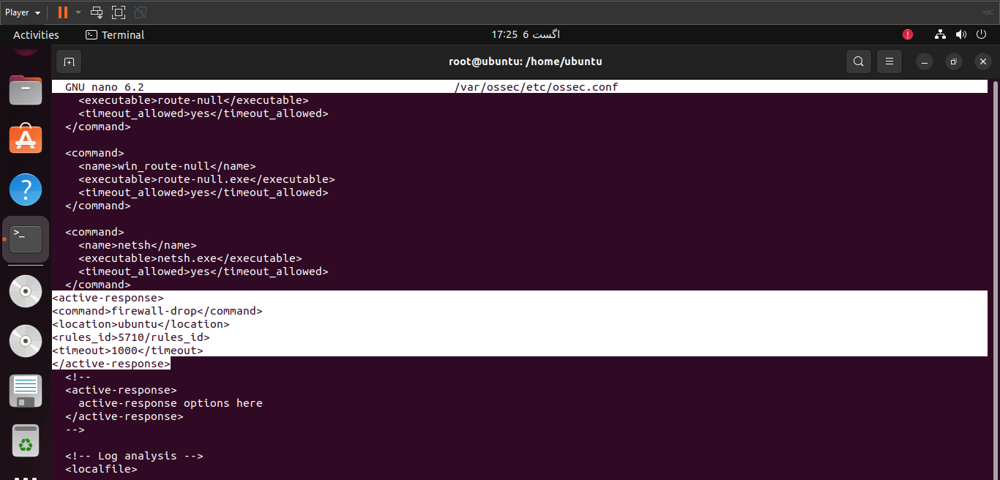 Player
Activities
Terminal
17:25 6 اگست
root@ubuntu: /home/ubuntu
GNU nano 6.2 /var/ossec/etc/ossec.conf
<executable>route-null</executable>
<timeout_allowed>yes</timeout_allowed>
</command>
<command>
<name>win_route-null</name>
<executable>route-null.exe</executable>
<timeout_allowed>yes</timeout_allowed>
</command>
<command>
<name>netsh</name>
<executable>netsh.exe</executable>
<timeout_allowed>yes</timeout_allowed>
</command>
<active-response>
<command>firewall-drop</command>
<location>ubuntu</location>
<rules_id>5710/rules_id>
<timeout>1000</timeout>
</active-response>
<!--
<active-response>
active-response options here
</active-response>
-->
<!-- Log analysis -->
<localfile>